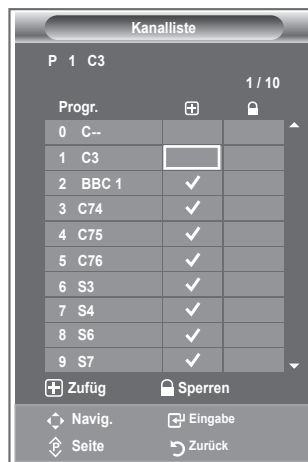 Kanalliste
P 1 C3
1 / 10
Progr.
0 C--
1 C3
2 BBC 1
3 C74
4 C75
5 C76
6 S3
7 S4
8 S6
9 S7
Zufüg Sperren
Navig. Eingabe
P Seite Zurück